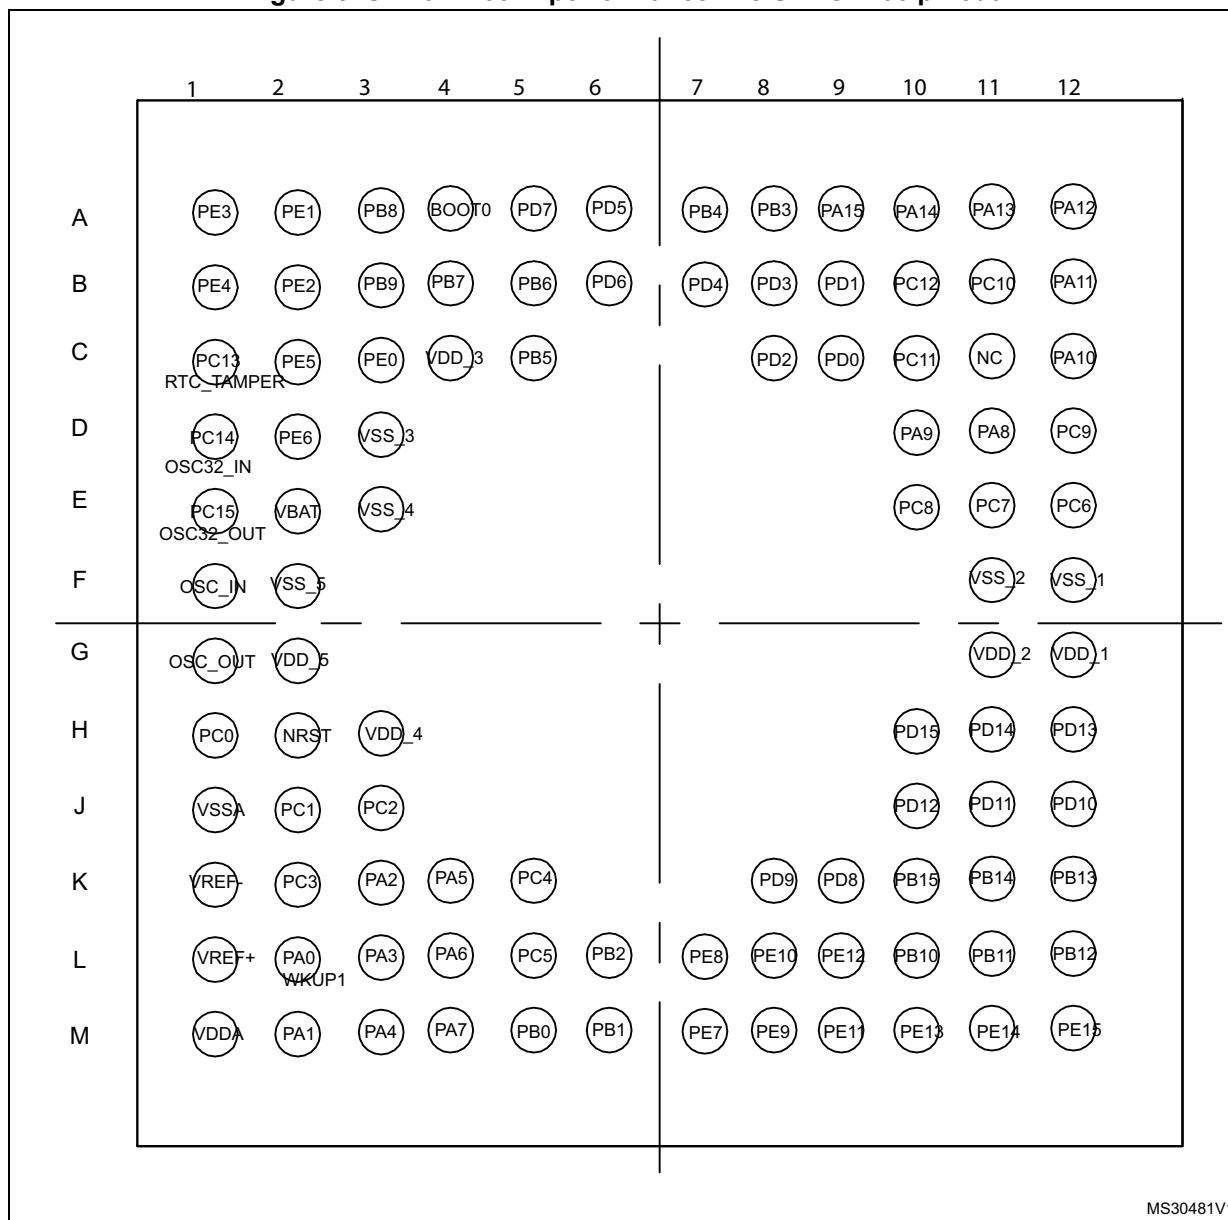 1 2 3 4 5 6 7 8 9 10 11 12
A PE3 PE1 PB8 BOOT0 PD7 PD5 PB4 PB3 PA15 PA14 PA13 PA12
B PE4 PE2 PB9 PB7 PB6 PD6 PD4 PD3 PD1 PC12 PC10 PA11
C PC13 PE5 PE0 VDD_3 PB5 PD2 PD0 PC11 NC PA10
RTC_TAMPER
D PC14 PE6 VSS_3 PA9 PA8 PC9
OSC32_IN
E PC15 VBAT VSS_4 PC8 PC7 PC6
OSC32_OUT
F OSC_IN VSS_5 VSS_2 VSS_1
G OSC_OUT VDD_5 VDD_2 VDD_1
H PC0 NRST VDD_4 PD15 PD14 PD13
J VSSA PC1 PC2 PD12 PD11 PD10
K VREF- PC3 PA2 PA5 PC4 PD9 PD8 PB15 PB14 PB13
L VREF+ PA0 PA3 PA6 PC5 PB2 PE8 PE10 PE12 PB10 PB11 PB12
WKUP1
M VDDA PA1 PA4 PA7 PB0 PB1 PE7 PE9 PE11 PE13 PE14 PE15